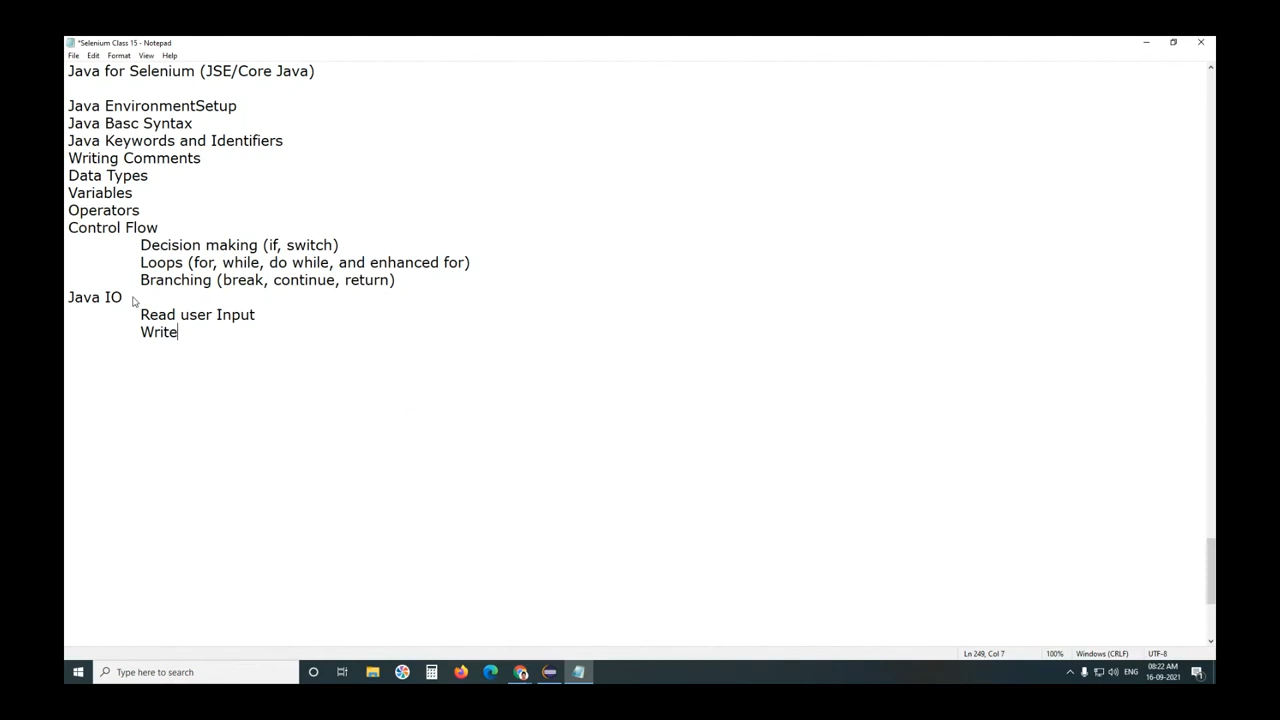 *Selenium Class 15 - Notepad
File Edit Format View Help
Java for Selenium (JSE/Core Java)
Java EnvironmentSetup
Java Basc Syntax
Java Keywords and Identifiers
Writing Comments
Data Types
Variables
Operators
Control Flow
Decision making (if, switch)
Loops (for, while, do while, and enhanced for)
Branching (break, continue, return)
Java IO
Read user Input
Write
Ln 249, Col 7 100% Windows (CRLF) UTF-8
Type here to search
ENG
08:22 AM
16-09-2021